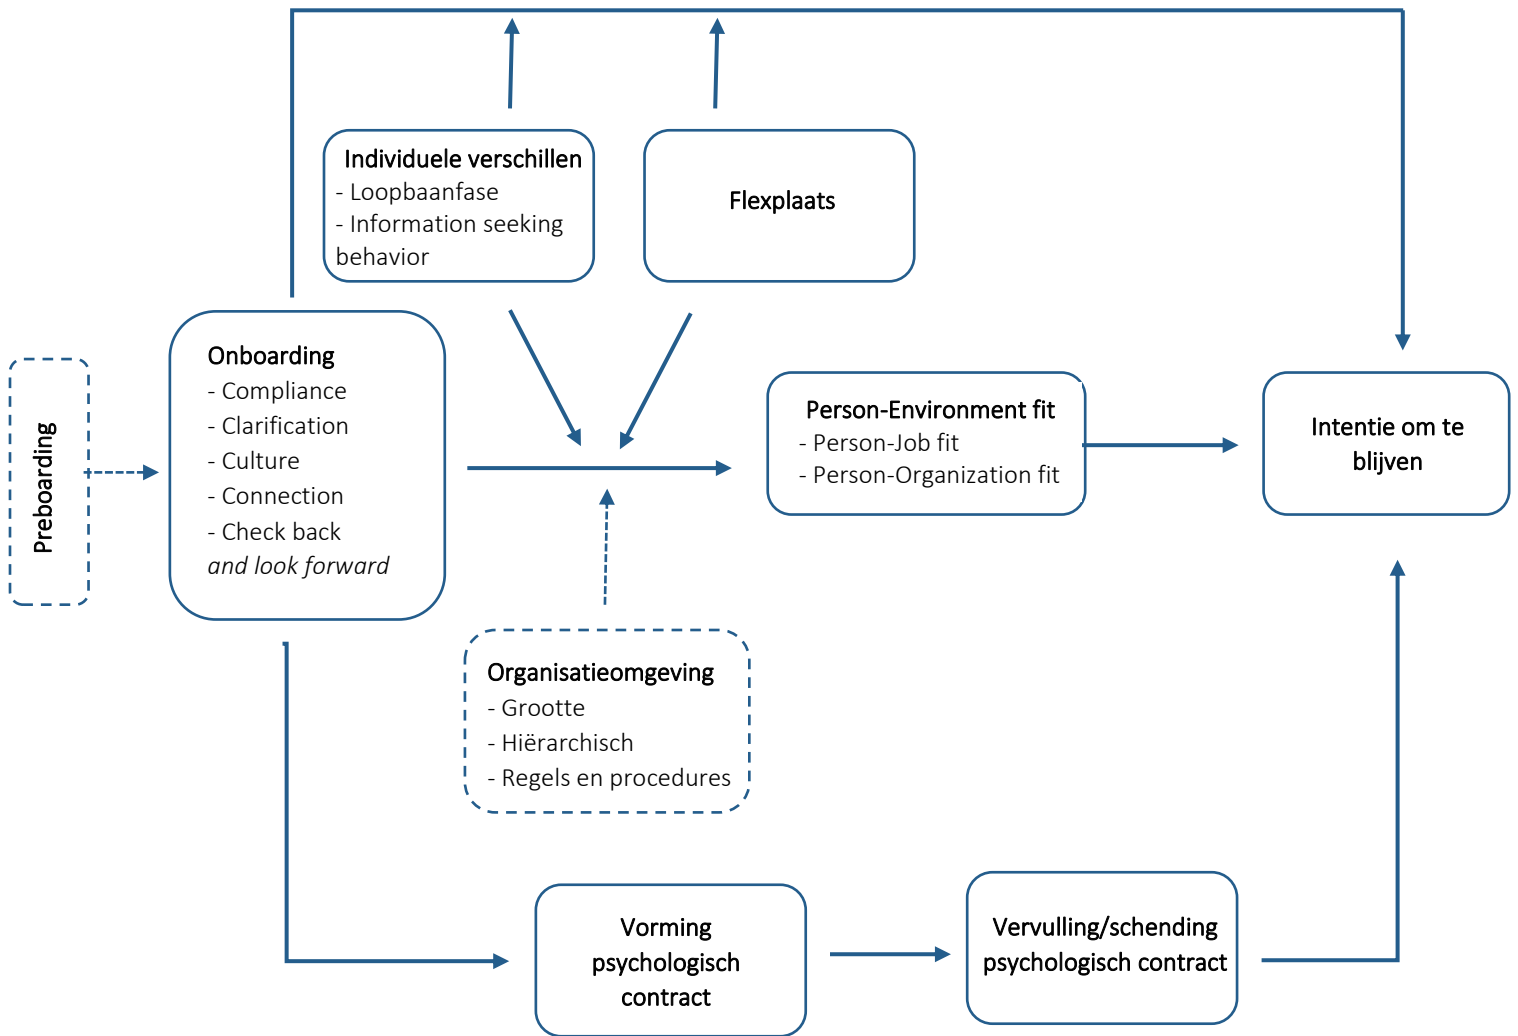 Individuele verschillen
- Loopbaanfase
- Information seeking
behavior
Flexplaats
Preboarding
Onboarding
- Compliance
- Clarification
- Culture
- Connection
- Check back
and look forward
Person-Environment fit
- Person-Job fit
- Person-Organization fit
Intentie om te
blijven
Organisatieomgeving
- Grootte
- Hiërarchisch
- Regels en procedures
Vorming
psychologisch
contract
Vervulling/schending
psychologisch contract